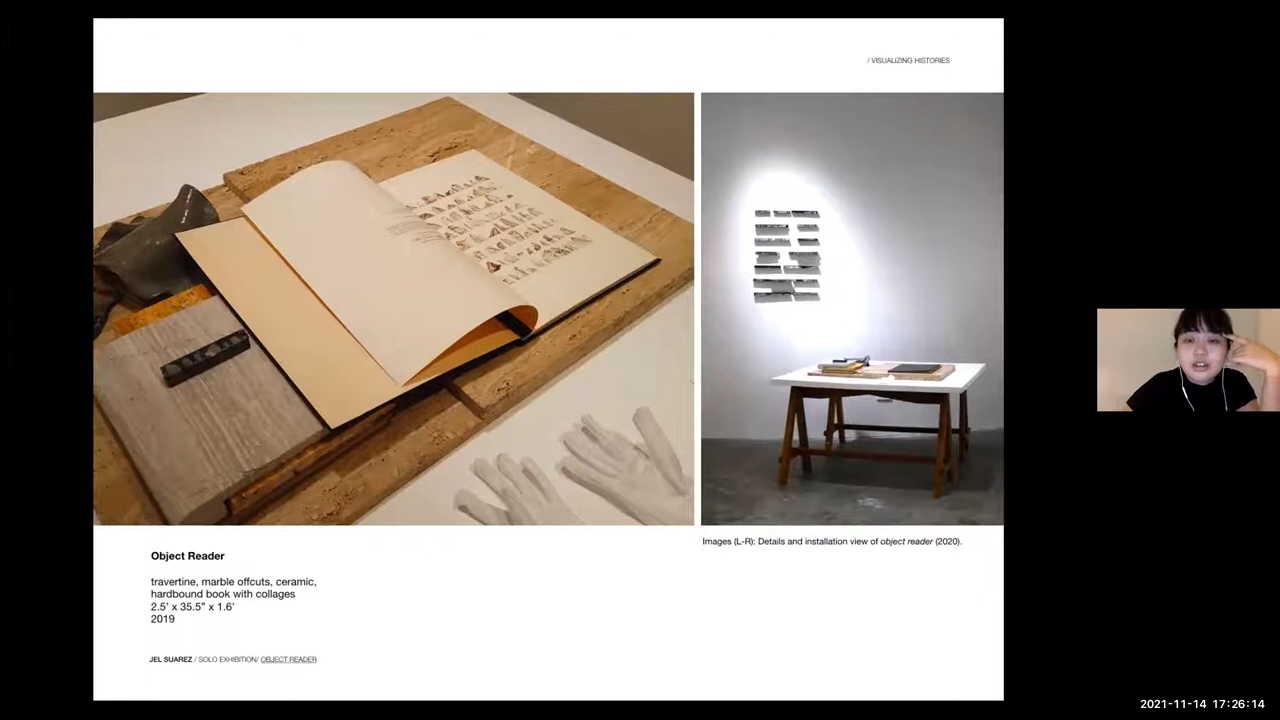 / VISUALIZING HISTORIES
Images (L-R): Details and installation view of object reader (2020).
Object Reader
travertine, marble offcuts, ceramic,
hardbound book with collages
2.5' x 35.5" x 1.6'
2019
JEL SUAREZ / SOLO EXHIBITION/ OBJECT READER
2021-11-14 17:26:14